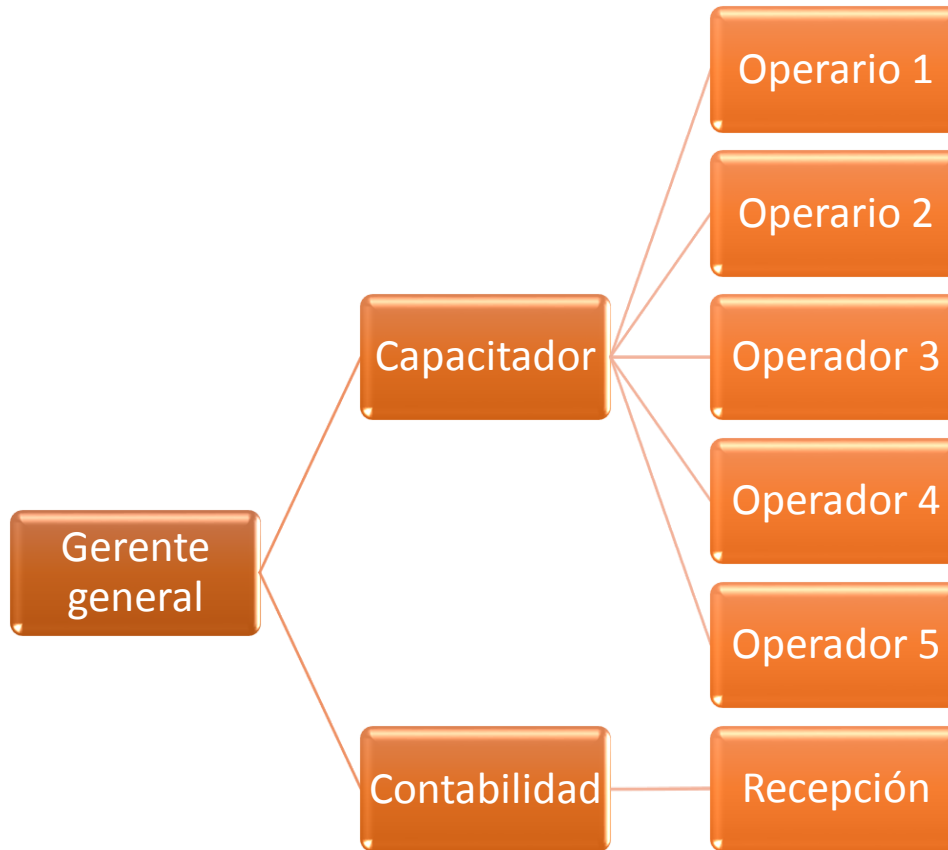 Operario 1
Operario 2
Capacitador
Operador 3
Operador 4
Gerente
general
Operador 5
Contabilidad
Recepción